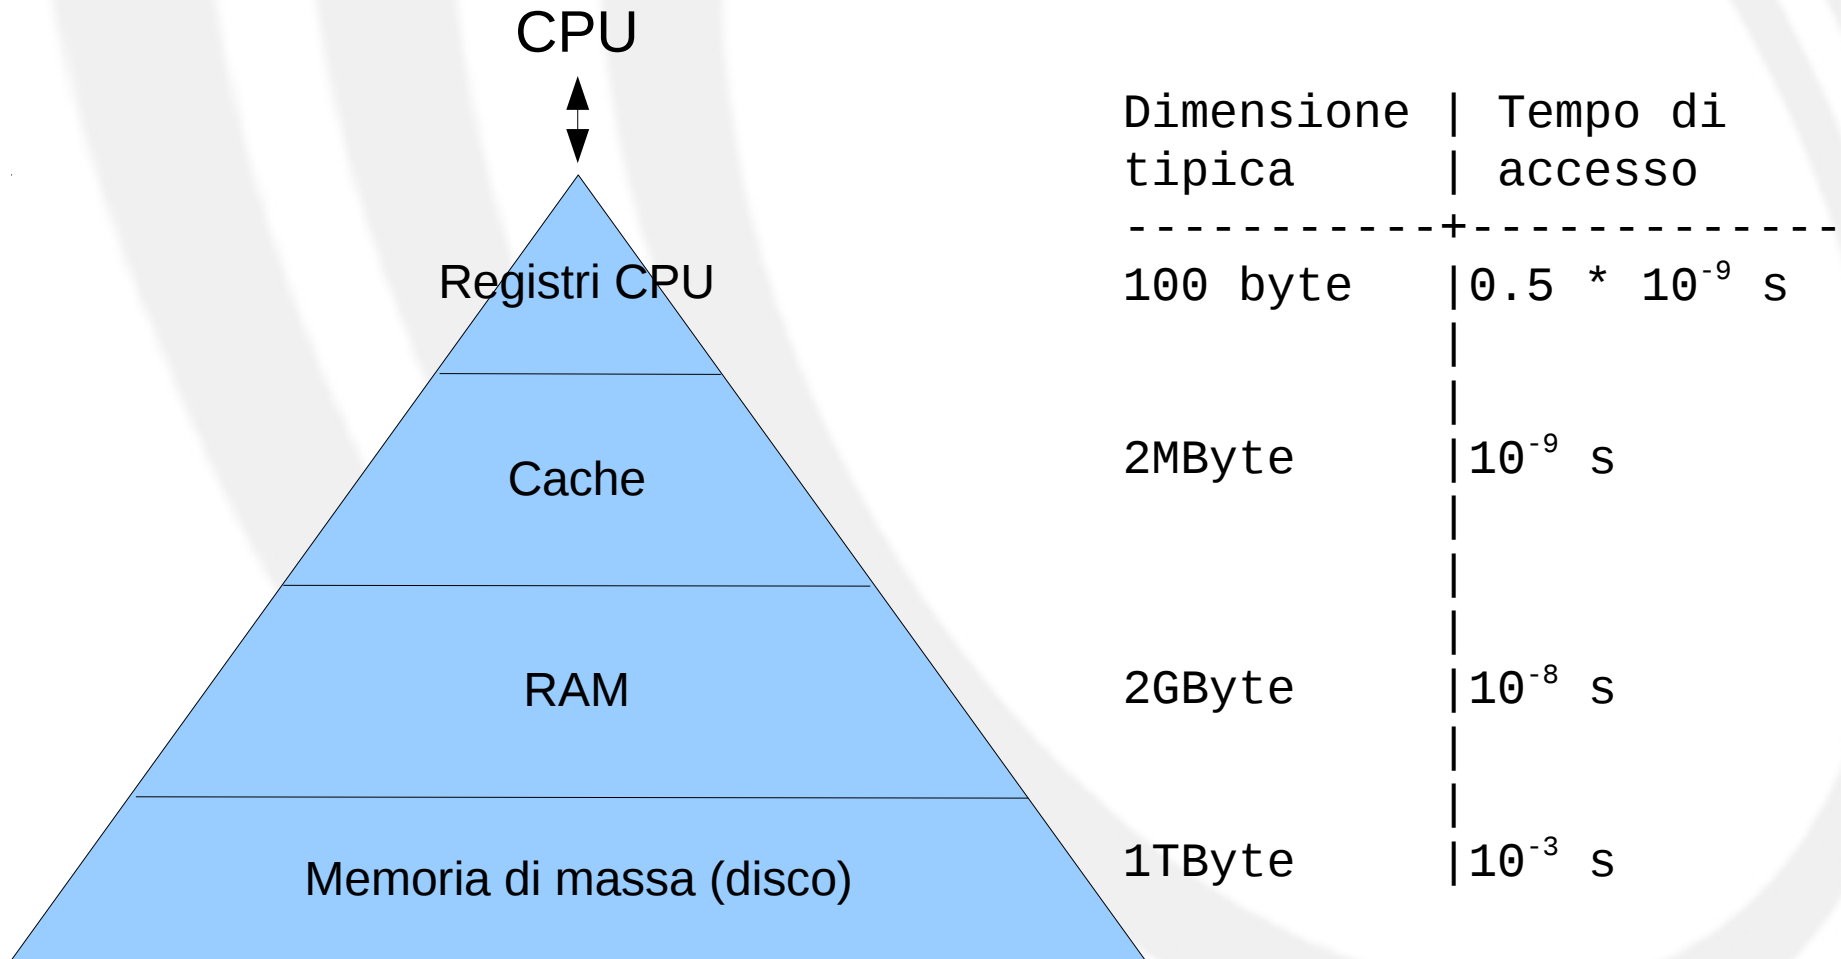 CPU
Registri CPU
Cache
RAM
Memoria di massa (disco)
Dimensione | Tempo di
tipica | accesso
-----------+-------------
100 byte |0.5 * 10⁻⁹ s
|
|
2MByte |10⁻⁹ s
|
|
|
2GByte |10⁻⁸ s
|
|
1TByte |10⁻³ s